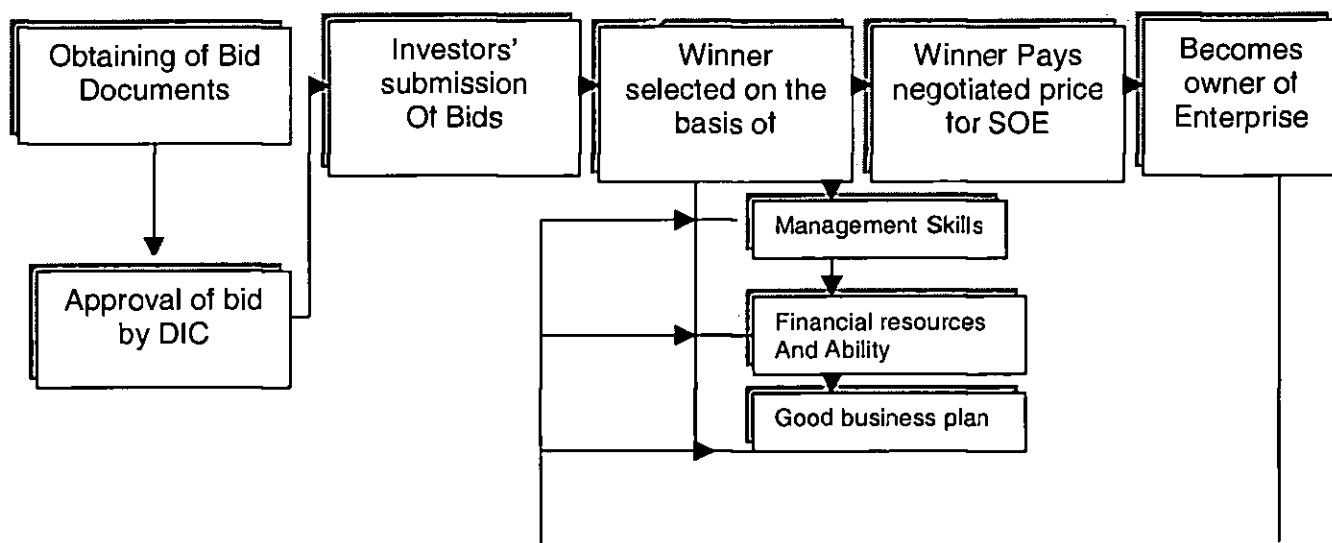 Obtaining of Bid
Documents
Approval of bid
by DIC
Investors'
submission
Of Bids
Winner
selected on the
basis of
Winner Pays
negotiated price
for SOE
Becomes
owner of
Enterprise
Management Skills
Financial resources
And Ability
Good business plan